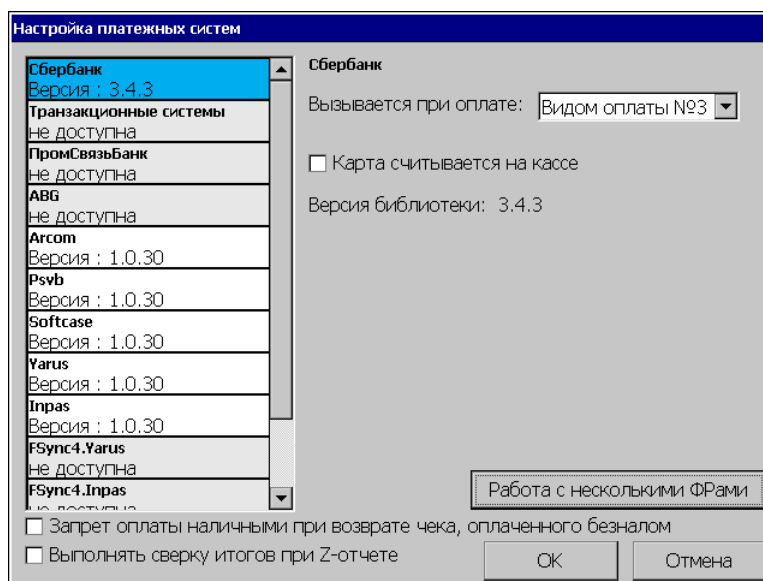 Настройка платежных систем
Сбербанк
Версия : 3.4.3
Транзакционные системы
не доступна
ПромСвязьБанк
не доступна
ABG
не доступна
Arcom
Версия : 1.0.30
Psvb
Версия : 1.0.30
Softcase
Версия : 1.0.30
Yarus
Версия : 1.0.30
Inpas
Версия : 1.0.30
FSync4.Yarus
не доступна
FSync4.Inpas
не доступна
Сбербанк
Вызывается при оплате: Видом оплаты №3
Карта считывается на кассе
Версия библиотеки: 3.4.3
Работа с несколькими ФРами
Запрет оплаты наличными при возврате чека, оплаченного безналом
Выполнять сверку итогов при Z-отчете
OK
Отмена